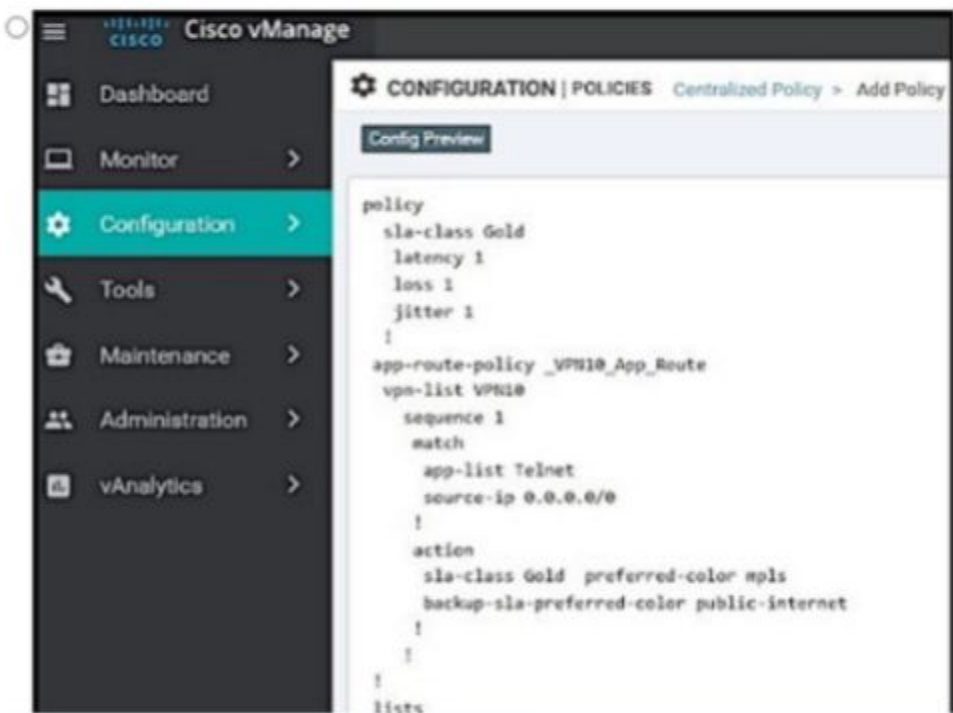 CISCO Cisco vManage
Dashboard
Monitor
Configuration
Tools
Maintenance
Administration
vAnalytics
CONFIGURATION | POLICIES Centralized Policy > Add Policy
Config Preview
policy
sla-class Gold
latency 1
loss 1
jitter 1
!
app-route-policy _VPN10_App_Route
vpn-list VPN10
sequence 1
match
app-list Telnet
source-ip 0.0.0.0/0
!
action
sla-class Gold preferred-color mpls
backup-sla-preferred-color public-internet
!
!
!
lists